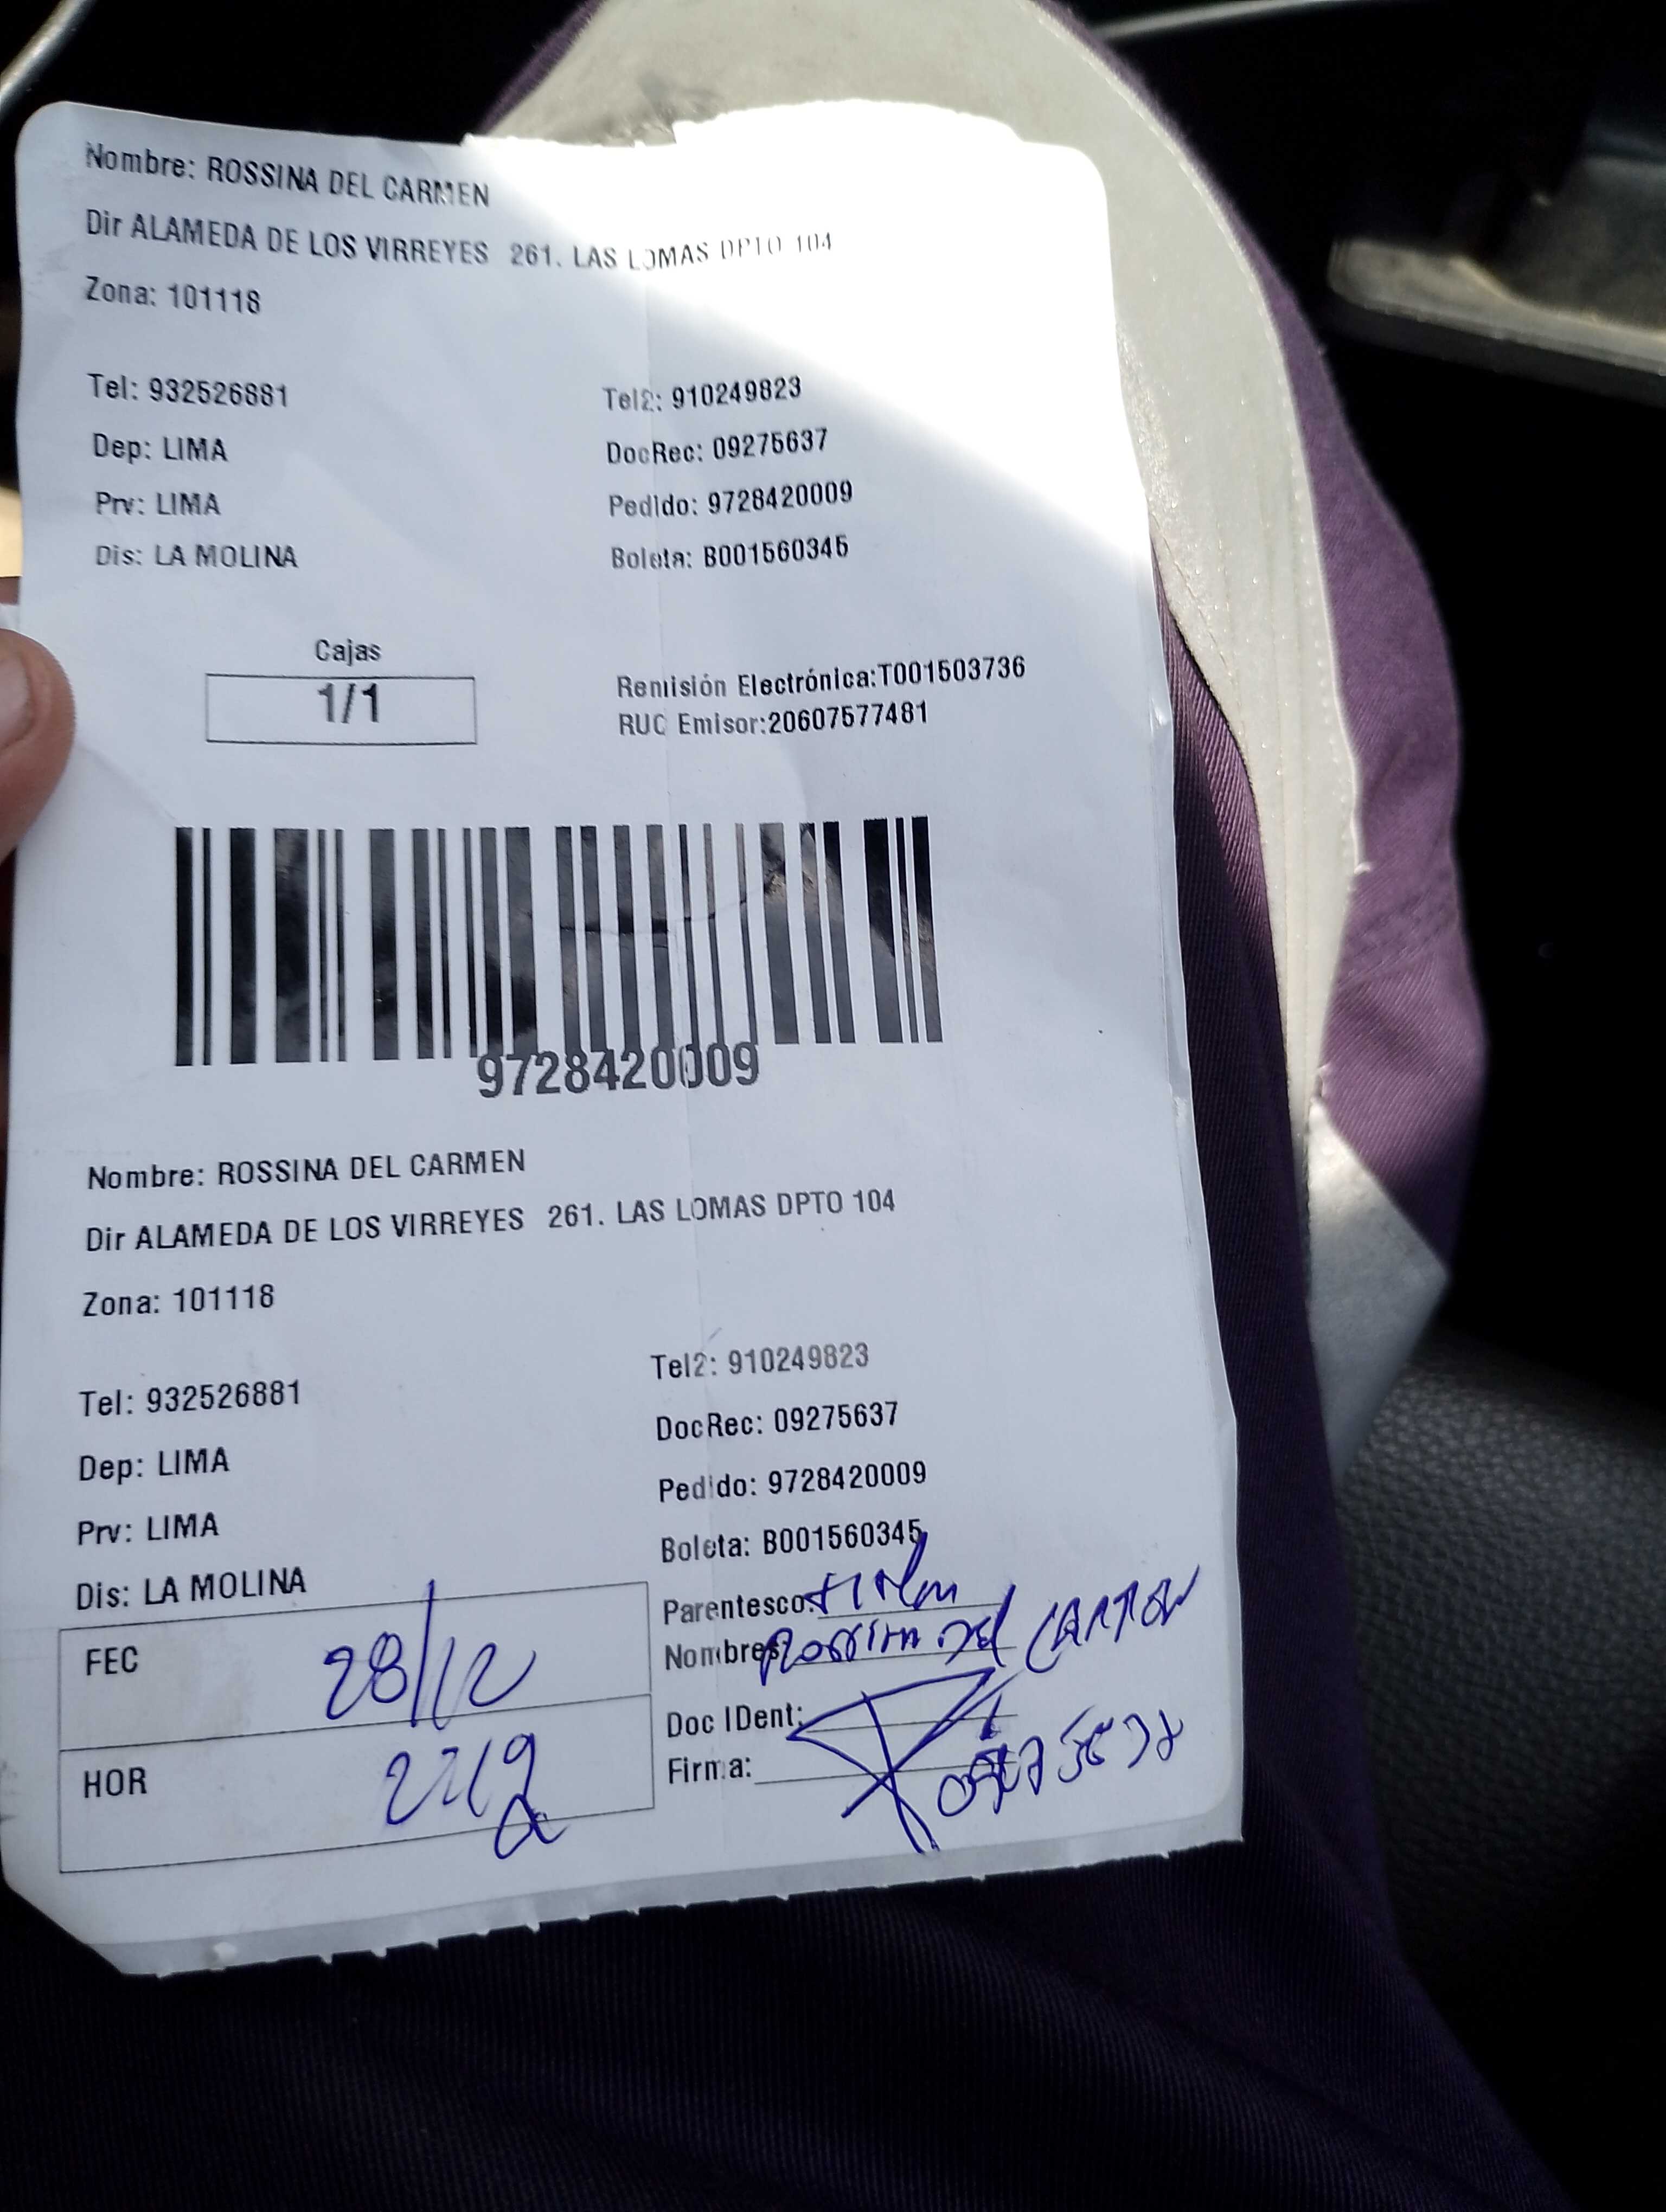 Nombre: ROSSINA DEL CARMEN
Dir ALAMEDA DE LOS VIRREYES 261. LAS LOMAS DPTO 104
Zona: 101118
Tel: 932526881 Tel2: 910249823
Dep: LIMA DocRec: 09275637
Prv: LIMA Pedido: 9728420009
Dis: LA MOLINA Boleta: B001560345
Cajas
1/1
Remisión Electrónica:T001503736
RUC Emisor:20607577481
9728420009
Nombre: ROSSINA DEL CARMEN
Dir ALAMEDA DE LOS VIRREYES 261. LAS LOMAS DPTO 104
Zona: 101118
Tel: 932526881 Tel2: 910249823
Dep: LIMA DocRec: 09275637
Prv: LIMA Pedido: 9728420009
Dis: LA MOLINA Boleta: B001560345
FEC 28/12 Parentesco:
Nombres: Rossina Del CARMEN
HOR Doc IDent:
Firma: